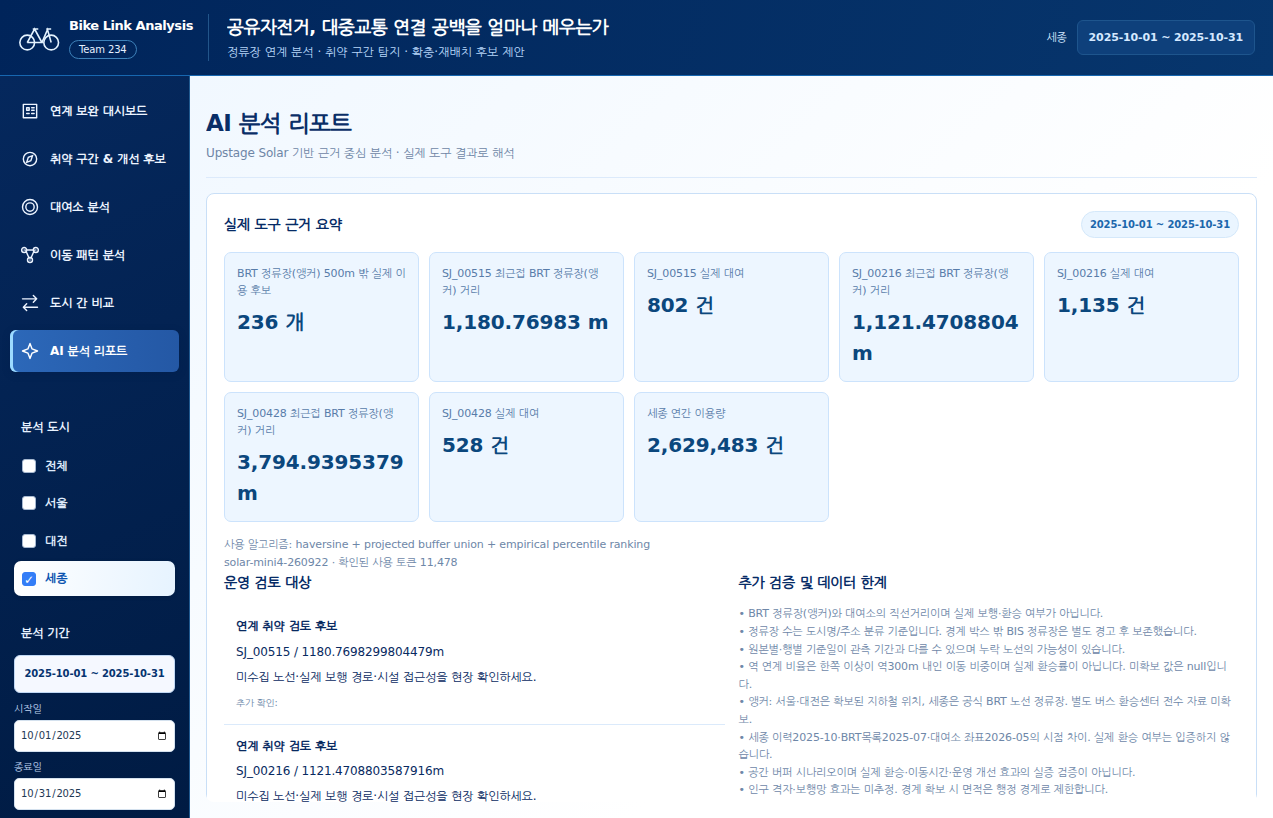 Bike Link Analysis
Team 234
공유자전거, 대중교통 연결 공백을 얼마나 메우는가
정류장 연계 분석 · 취약 구간 탐지 · 확충·재배치 후보 제안
세종
2025-10-01 ~ 2025-10-31
연계 보완 대시보드
취약 구간 & 개선 후보
대여소 분석
이동 패턴 분석
도시 간 비교
AI 분석 리포트
분석 도시
전체
서울
대전
세종
분석 기간
2025-10-01 ~ 2025-10-31
시작일
10/01/2025
종료일
10/31/2025
AI 분석 리포트
Upstage Solar 기반 근거 중심 분석 · 실제 도구 결과로 해석
실제 도구 근거 요약
2025-10-01 ~ 2025-10-31
BRT 정류장(앵커) 500m 밖 실제 이
용 후보
236 개
SJ_00515 최근접 BRT 정류장(앵
커) 거리
1,180.76983 m
SJ_00515 실제 대여
802 건
SJ_00216 최근접 BRT 정류장(앵
커) 거리
1,121.4708804
m
SJ_00216 실제 대여
1,135 건
SJ_00428 최근접 BRT 정류장(앵
커) 거리
3,794.9395379
m
SJ_00428 실제 대여
528 건
세종 연간 이용량
2,629,483 건
사용 알고리즘: haversine + projected buffer union + empirical percentile ranking
solar-mini4-260922 · 확인된 사용 토큰 11,478
운영 검토 대상
연계 취약 검토 후보
SJ_00515 / 1180.7698299804479m
미수집 노선·실제 보행 경로·시설 접근성을 현장 확인하세요.
추가 확인:
연계 취약 검토 후보
SJ_00216 / 1121.4708803587916m
미수집 노선·실제 보행 경로·시설 접근성을 현장 확인하세요.
추가 검증 및 데이터 한계
• BRT 정류장(앵커)와 대여소의 직선거리이며 실제 보행·환승 여부가 아닙니다.
• 정류장 수는 도시명/주소 분류 기준입니다. 경계 박스 밖 BIS 정류장은 별도 경고 후 보존했습니다.
• 원본별·행별 기준일이 관측 기간과 다를 수 있으며 누락 노선의 가능성이 있습니다.
• 역 연계 비율은 한쪽 이상이 역300m 내인 이동 비중이며 실제 환승률이 아닙니다. 미확보 값은 null입니
다.
• 앵커: 서울·대전은 확보된 지하철 위치, 세종은 공식 BRT 노선 정류장. 별도 버스 환승센터 전수 자료 미확
보.
• 세종 이력2025-10·BRT목록2025-07·대여소 좌표2026-05의 시점 차이. 실제 환승 여부는 입증하지 않
습니다.
• 공간 버퍼 시나리오이며 실제 환승·이동시간·운영 개선 효과의 실증 검증이 아닙니다.
• 인구 격자·보행망 효과는 미추정. 경계 확보 시 면적은 행정 경계로 제한합니다.